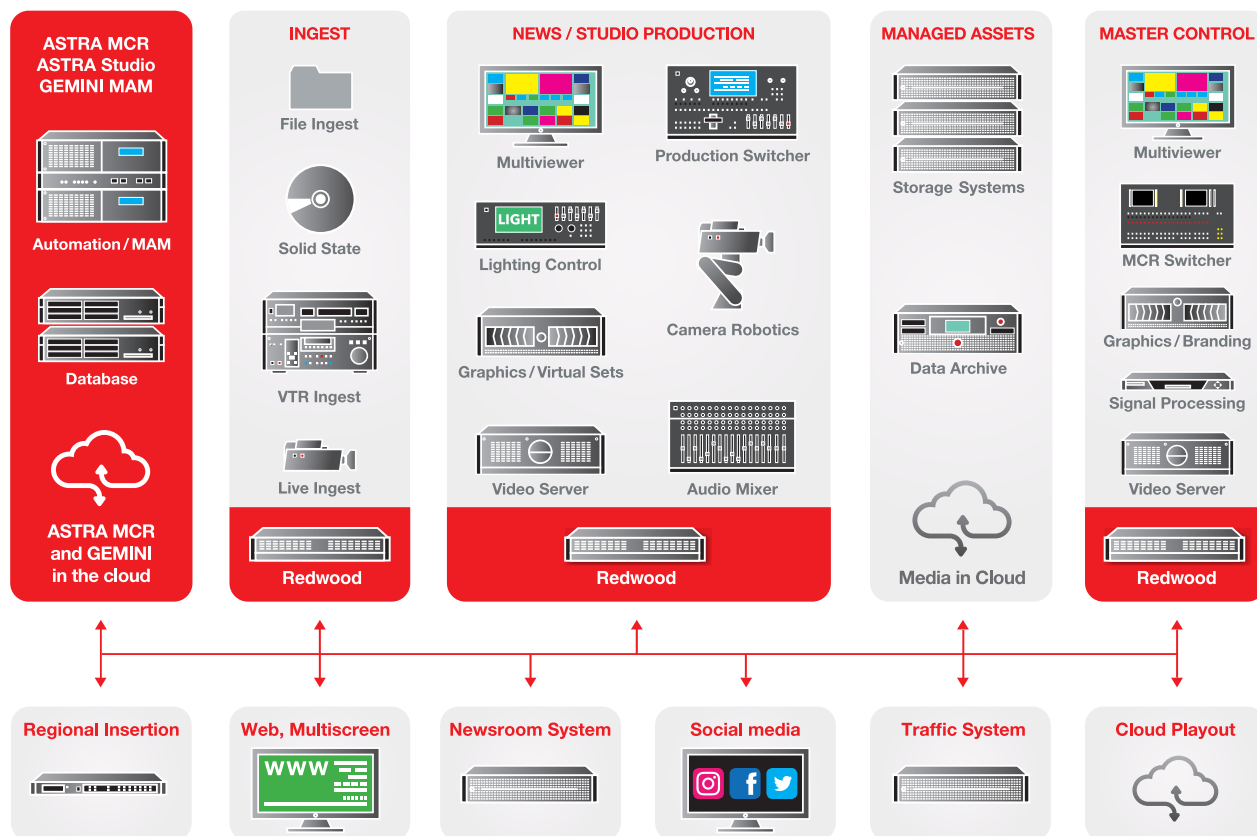 ASTRA MCR
ASTRA Studio
GEMINI MAM
Automation / MAM
Database
ASTRA MCR
and GEMINI
in the cloud
INGEST
File Ingest
Solid State
VTR Ingest
Live Ingest
Redwood
NEWS / STUDIO PRODUCTION
Multiviewer
Production Switcher
LIGHT
Lighting Control
Camera Robotics
Graphics / Virtual Sets
Video Server
Audio Mixer
Redwood
MANAGED ASSETS
Storage Systems
Data Archive
Media in Cloud
MASTER CONTROL
Multiviewer
MCR Switcher
Graphics / Branding
Signal Processing
Video Server
Redwood
Regional Insertion
Web, Multiscreen
WWW
Newsroom System
Social media
Traffic System
Cloud Playout